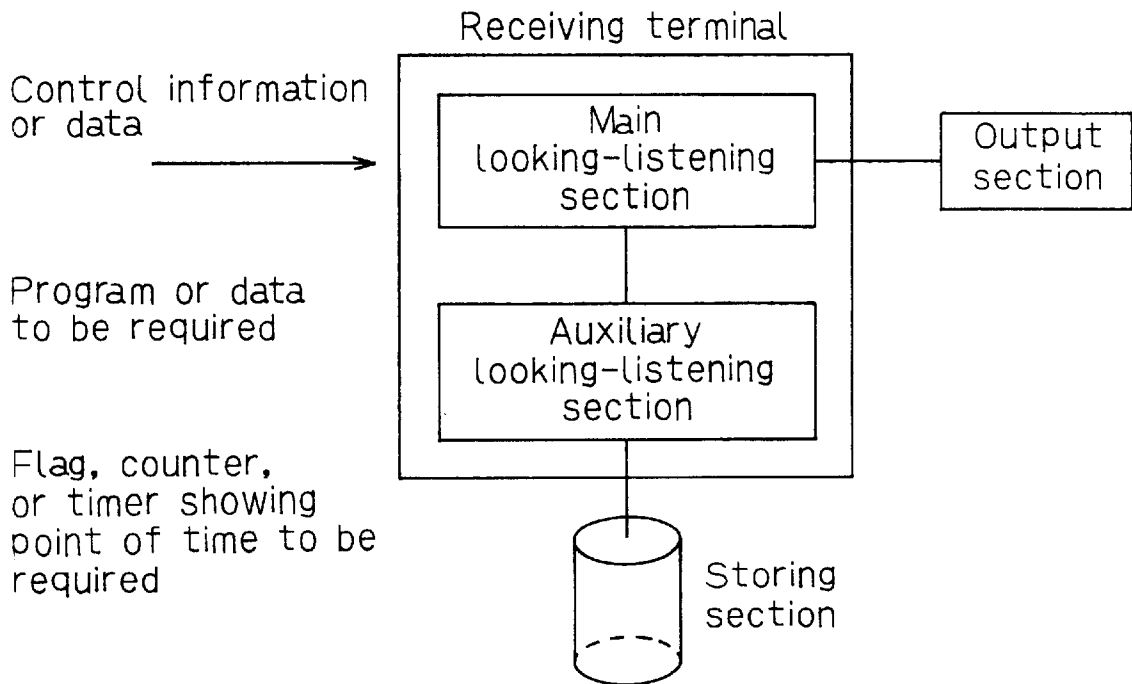 Receiving terminal
Control information
or data
Main
looking-listening
section
Output
section
Program or data
to be required
Auxiliary
looking-listening
section
Flag, counter,
or timer showing
point of time to be
required
Storing
section